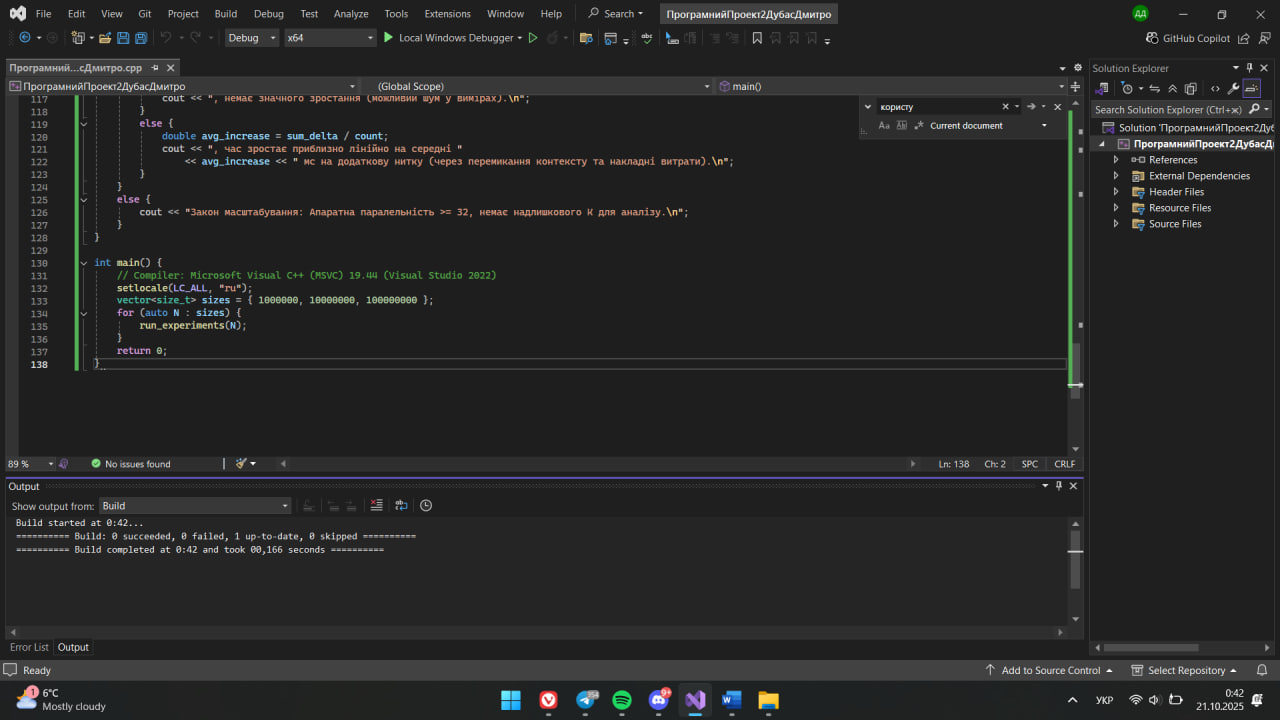 File Edit View Git Project Build Debug Test Analyze Tools Extensions Window Help Search ПрограмнийПроект2ДубасДмитро ДД
Debug x64 Local Windows Debugger GitHub Copilot
Програмний...сДмитро.cpp
ПрограмнийПроект2ДубасДмитро (Global Scope) main()
117 cout << ", немає значного зростання (можливий шум у вимірах).\n";
118 }
119 else {
120 double avg_increase = sum_delta / count;
121 cout << ", час зростає приблизно лінійно на середні "
122 << avg_increase << " мс на додаткову нитку (через перемикання контексту та накладні витрати).\n";
123 }
124 }
125 else {
126 cout << "Закон масштабування: Апаратна паралельність >= 32, немає надлишкового K для аналізу.\n";
127 }
128 }
129
130 int main() {
131 // Compiler: Microsoft Visual C++ (MSVC) 19.44 (Visual Studio 2022)
132 setlocale(LC_ALL, "ru");
133 vector<size_t> sizes = { 1000000, 10000000, 100000000 };
134 for (auto N : sizes) {
135 run_experiments(N);
136 }
137 return 0;
138 }
користу
Aa Current document
89 % No issues found Ln: 138 Ch: 2 SPC CRLF
Output
Show output from: Build
Build started at 0:42...
========== Build: 0 succeeded, 0 failed, 1 up-to-date, 0 skipped ==========
========== Build completed at 0:42 and took 00,166 seconds ==========
Error List Output
Solution Explorer
Search Solution Explorer (Ctrl+ж)
Solution 'ПрограмнийПроект2
ПрограмнийПроект2ДубасД
References
External Dependencies
Header Files
Resource Files
Source Files
Ready Add to Source Control Select Repository
1 6°C
Mostly cloudy
354 9+ УКР 0:42
21.10.2025